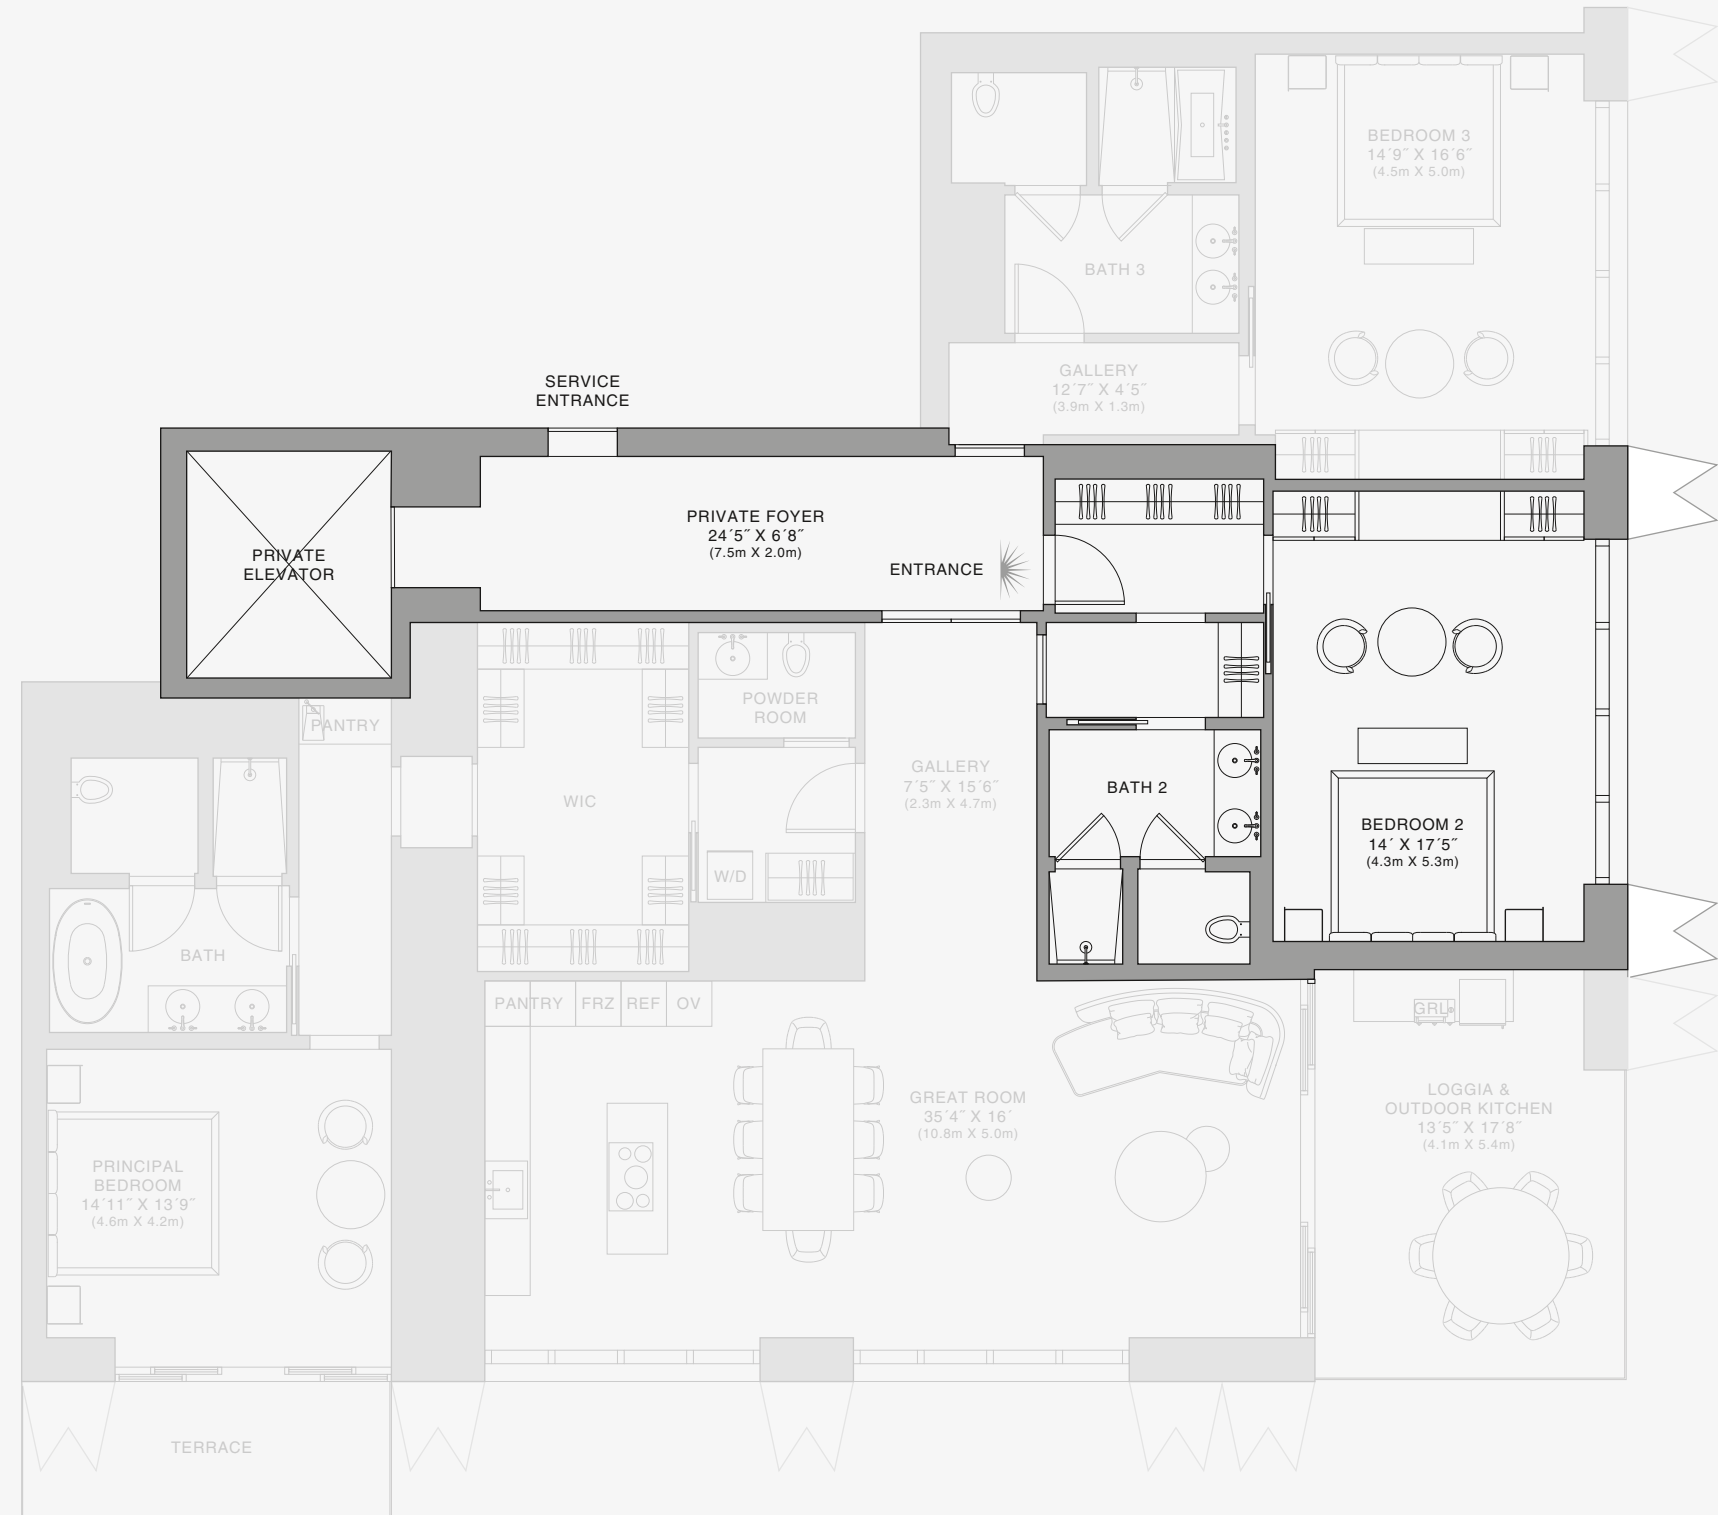 BEDROOM 3
14´9˝ X 16´6˝
(4.5m X 5.0m)
BATH 3
GALLERY
12´7˝ X 4´5˝
(3.9m X 1.3m)
SERVICE
ENTRANCE
PRIVATE FOYER
24´5˝ X 6´8˝
(7.5m X 2.0m)
ENTRANCE
PRIVATE
ELEVATOR
PANTRY
POWDER
ROOM
WIC
GALLERY
7´5˝ X 15´6˝
(2.3m X 4.7m)
BATH 2
BEDROOM 2
14´ X 17´5˝
(4.3m X 5.3m)
W/D
BATH
PANTRY
FRZ
REF
OV
GRL
GREAT ROOM
35´4˝ X 16´
(10.8m X 5.0m)
LOGGIA &
OUTDOOR KITCHEN
13´5˝ X 17´8˝
(4.1m X 5.4m)
PRINCIPAL
BEDROOM
14´11˝ X 13´9˝
(4.6m X 4.2m)
TERRACE